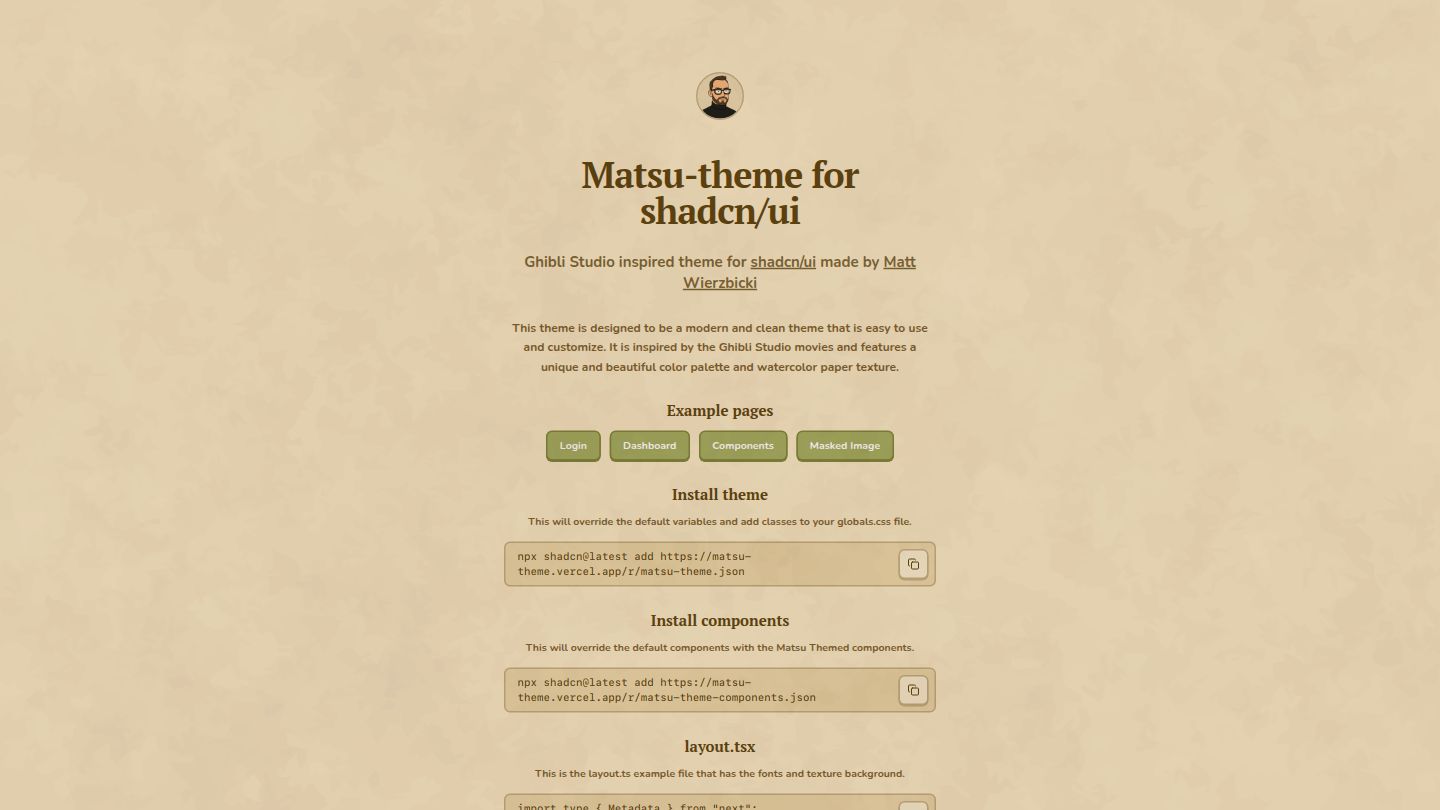 Matsu-theme for
shadcn/ui
Ghibli Studio inspired theme for shadcn/ui made by Matt
Wierzbicki
This theme is designed to be a modern and clean theme that is easy to use
and customize. It is inspired by the Ghibli Studio movies and features a
unique and beautiful color palette and watercolor paper texture.
Example pages
Login Dashboard Components Masked Image
Install theme
This will override the default variables and add classes to your globals.css file.
npx shadcn@latest add https://matsu-
theme.vercel.app/r/matsu-theme.json
Install components
This will override the default components with the Matsu Themed components.
npx shadcn@latest add https://matsu-
theme.vercel.app/r/matsu-theme-components.json
layout.tsx
This is the layout.ts example file that has the fonts and texture background.
import type { Metadata } from "next";